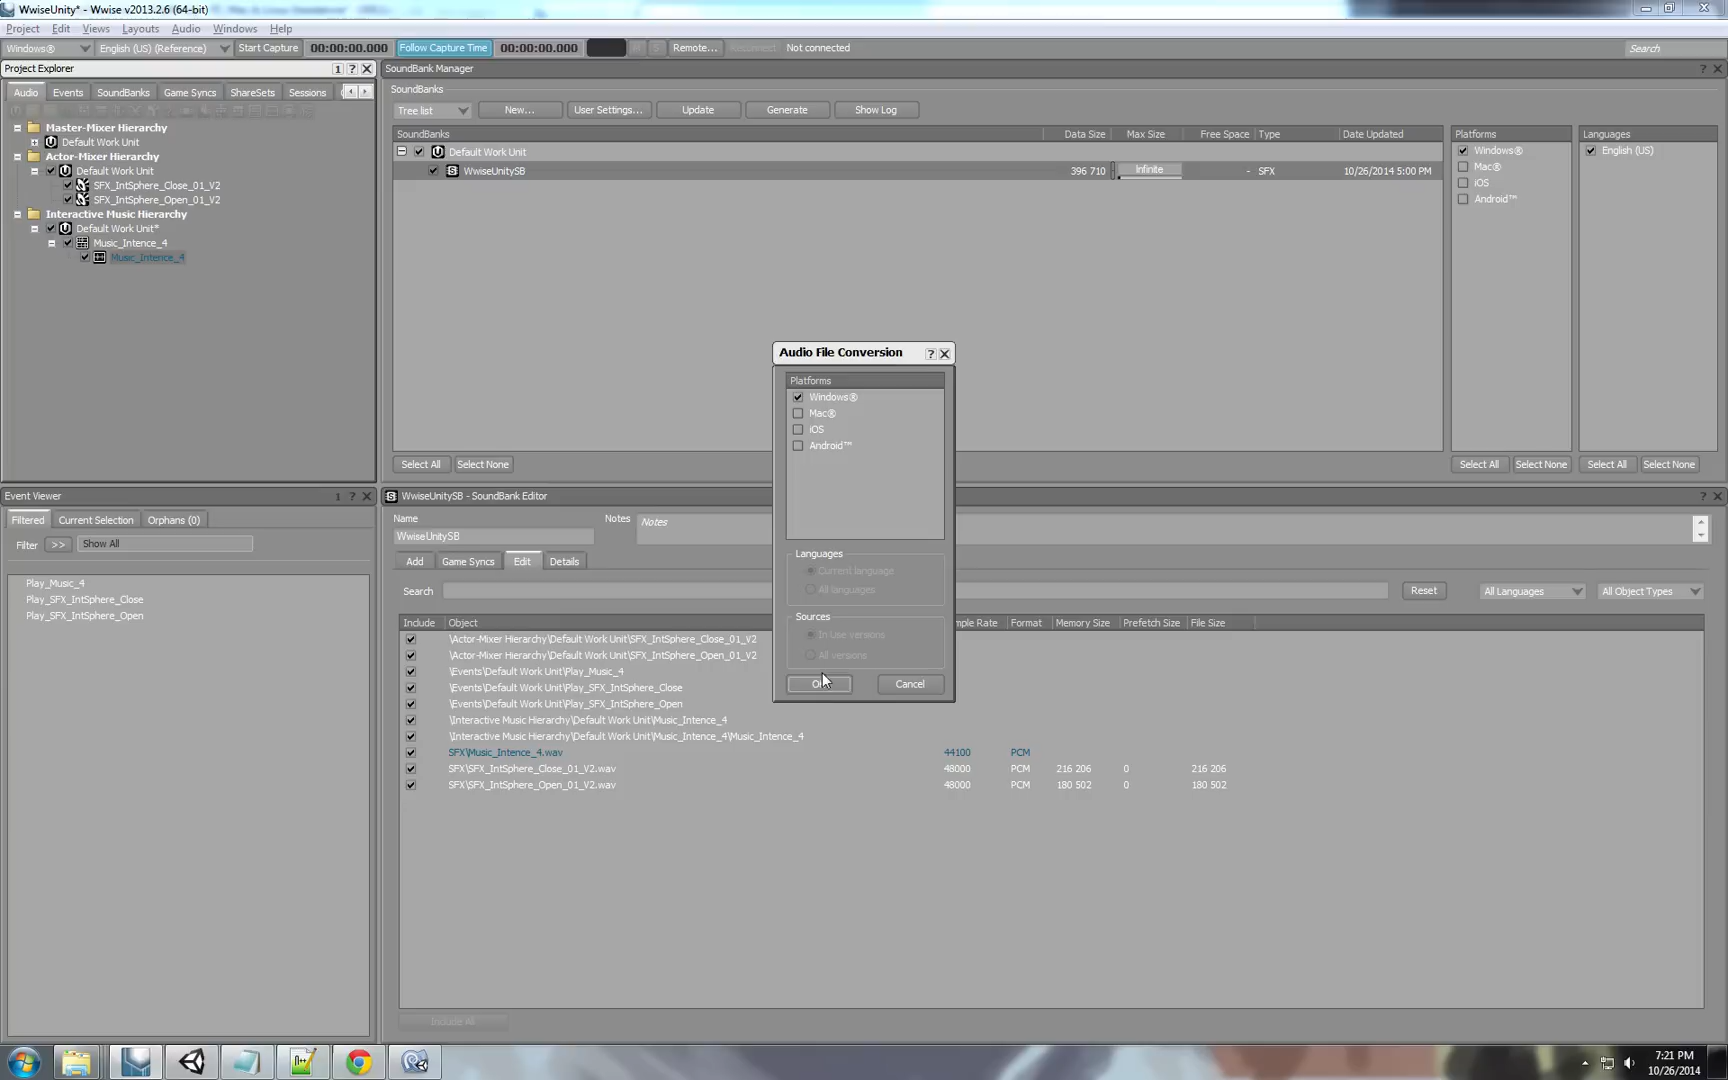 WwiseUnity* - Wwise v2013.2.6 (64-bit)
Project Edit Views Layouts Audio Windows Help
Windows® English (US) (Reference) Start Capture 00:00:00.000 Follow Capture Time 00:00:00.000 M S Remote... Disconnect Not connected Search
Project Explorer 1 ?
Audio Events SoundBanks Game Syncs ShareSets Sessions
Master-Mixer Hierarchy
Default Work Unit
Actor-Mixer Hierarchy
Default Work Unit
SFX_IntSphere_Close_01_V2
SFX_IntSphere_Open_01_V2
Interactive Music Hierarchy
Default Work Unit*
Music_Intence_4
Music_Intence_4
SoundBank Manager ?
SoundBanks
Tree list New... User Settings... Update Generate Show Log
SoundBanks Data Size Max Size Free Space Type Date Updated
Default Work Unit
WwiseUnitySB 396 710 Infinite - SFX 10/26/2014 5:00 PM
Platforms
Windows®
Mac®
iOS
Android™
Languages
English (US)
Select All Select None
Select All Select None
Select All Select None
Audio File Conversion ?
Platforms
Windows®
Mac®
iOS
Android™
Languages
Current language
All languages
Sources
In Use versions
All versions
Cancel
Event Viewer 1 ?
Filtered Current Selection Orphans (0)
Filter >> Show All
Play_Music_4
Play_SFX_IntSphere_Close
Play_SFX_IntSphere_Open
WwiseUnitySB - SoundBank Editor ?
Name Notes Notes
WwiseUnitySB
Add Game Syncs Edit Details
Search Reset All Languages All Object Types
Include Object Rate Format Memory Size Prefetch Size File Size
\Actor-Mixer Hierarchy\Default Work Unit\SFX_IntSphere_Close_01_V2
\Actor-Mixer Hierarchy\Default Work Unit\SFX_IntSphere_Open_01_V2
\Events\Default Work Unit\Play_Music_4
\Events\Default Work Unit\Play_SFX_IntSphere_Close
\Events\Default Work Unit\Play_SFX_IntSphere_Open
\Interactive Music Hierarchy\Default Work Unit\Music_Intence_4
\Interactive Music Hierarchy\Default Work Unit\Music_Intence_4\Music_Intence_4
SFX\Music_Intence_4.wav 44100 PCM
SFX\SFX_IntSphere_Close_01_V2.wav 48000 PCM 216 206 0 216 206
SFX\SFX_IntSphere_Open_01_V2.wav 48000 PCM 180 502 0 180 502
Include All
7:21 PM
10/26/2014